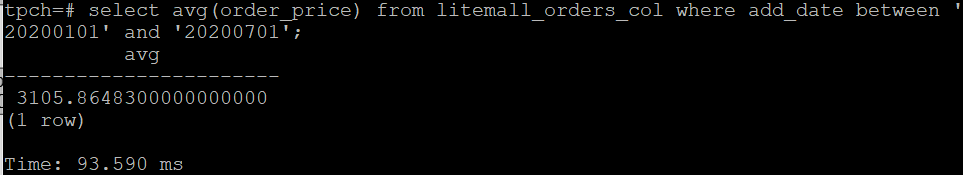 tpch=# select avg(order_price) from litemall_orders_col where add_date between '
20200101' and '20200701';
avg
-----------------------
3105.8648300000000000
(1 row)
Time: 93.590 ms